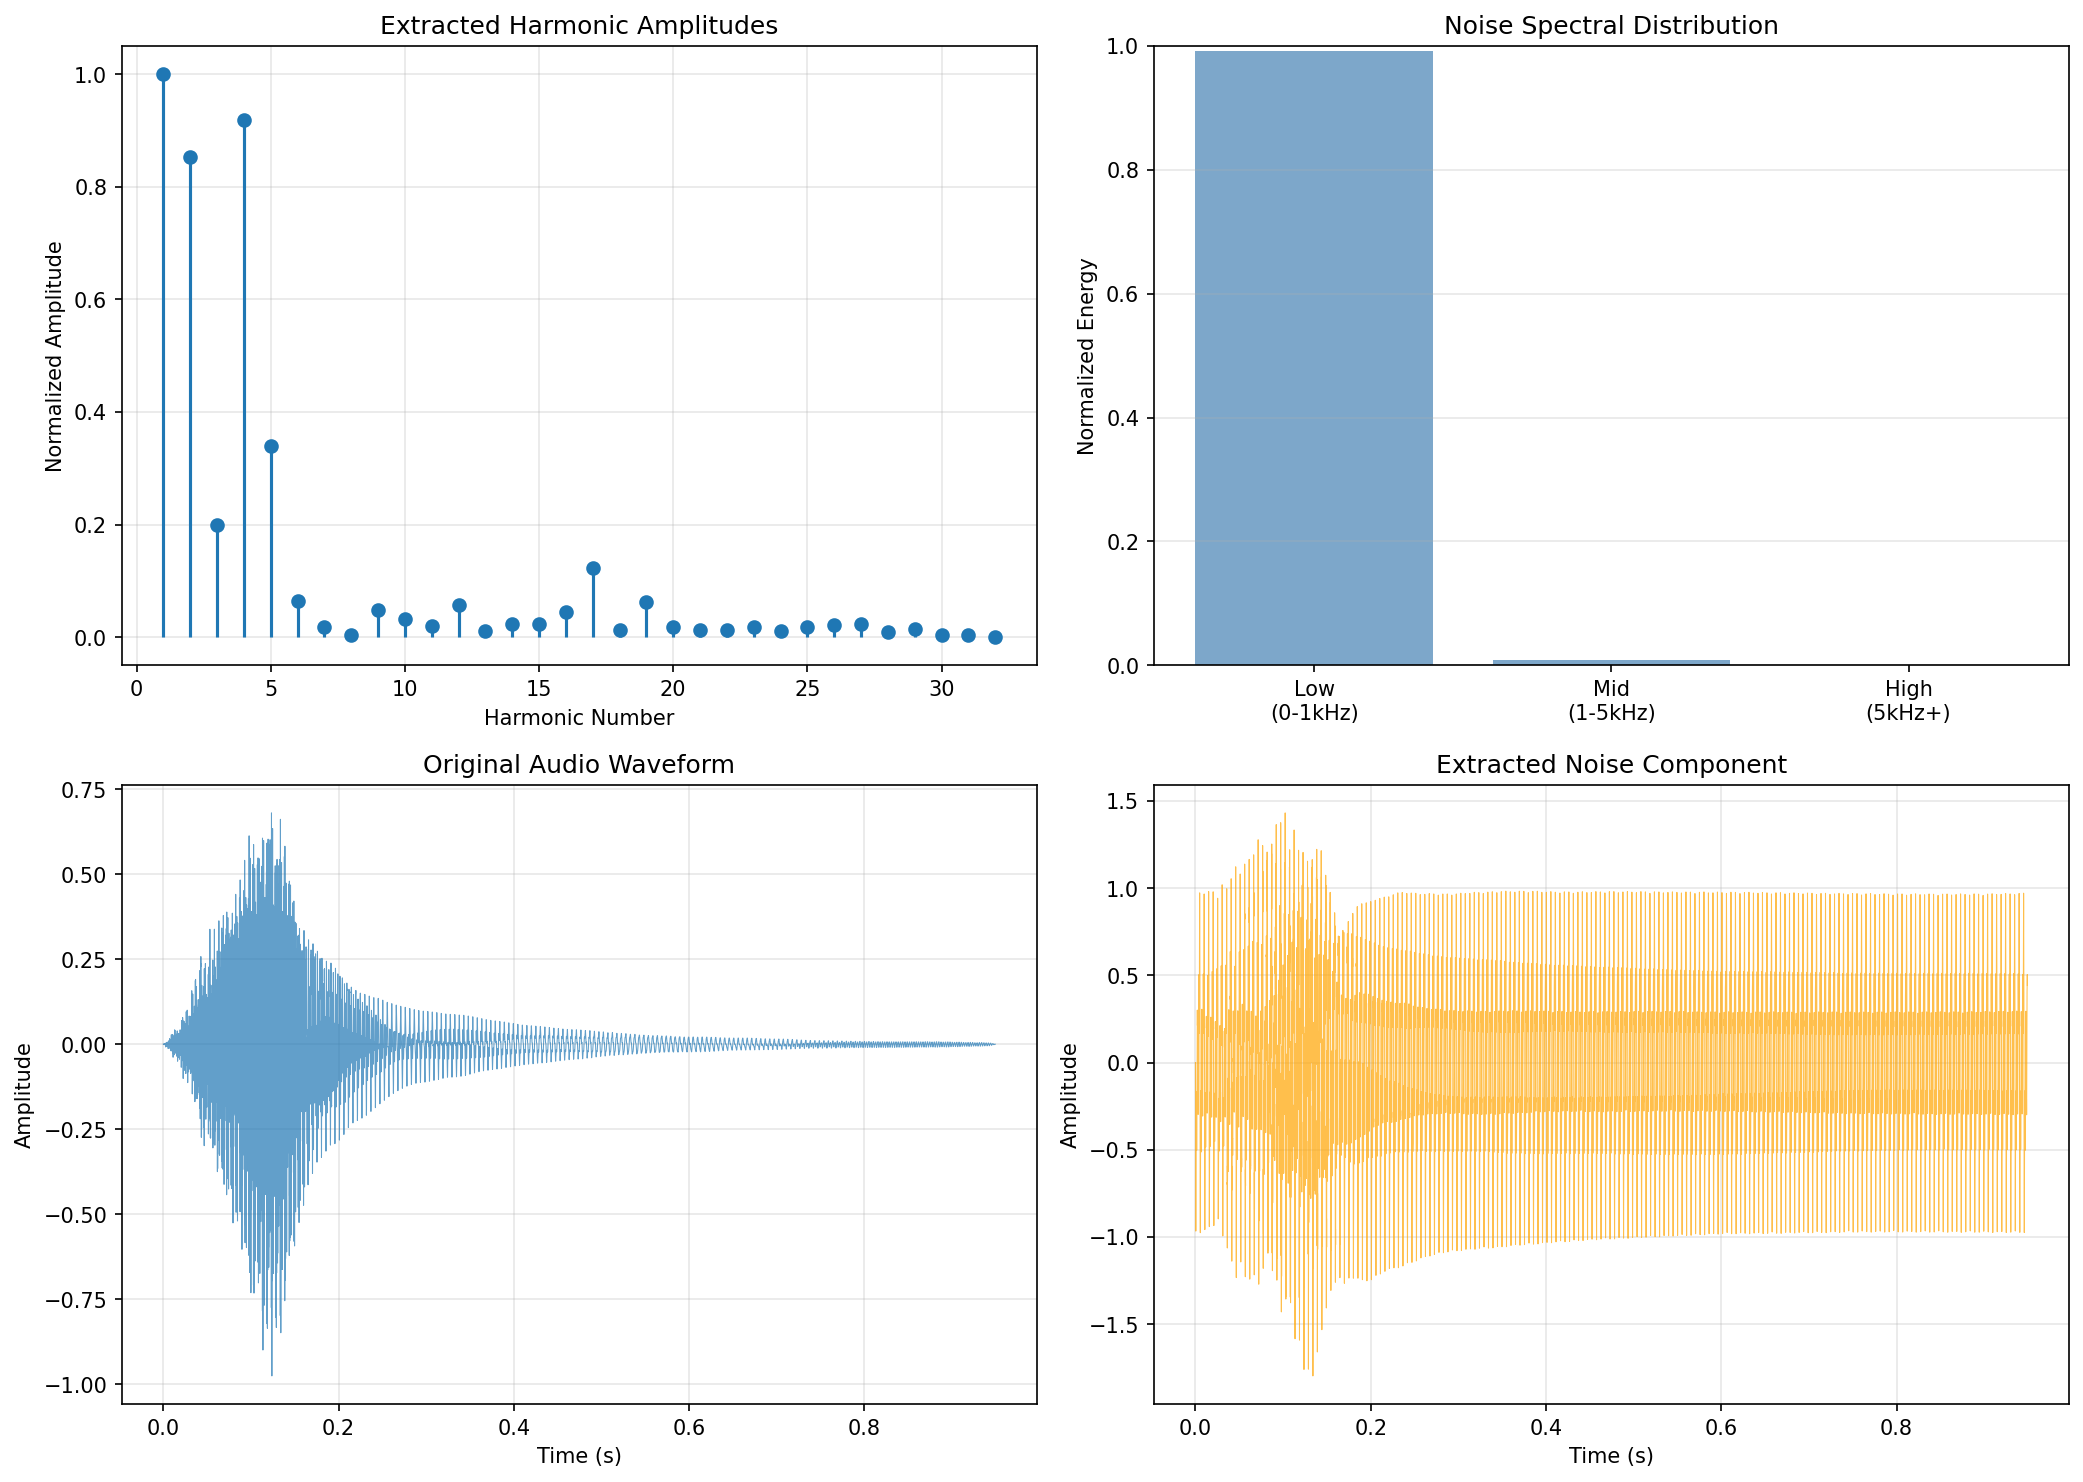 Extracted Harmonic Amplitudes
Normalized Amplitude
1.0
0.8
0.6
0.4
0.2
0.0
0 5 10 15 20 25 30
Harmonic Number
Noise Spectral Distribution
Normalized Energy
1.0
0.8
0.6
0.4
0.2
0.0
Low Mid High
(0-1kHz) (1-5kHz) (5kHz+)
Original Audio Waveform
Amplitude
0.75
0.50
0.25
0.00
−0.25
−0.50
−0.75
−1.00
0.0 0.2 0.4 0.6 0.8
Time (s)
Extracted Noise Component
Amplitude
1.5
1.0
0.5
0.0
−0.5
−1.0
−1.5
0.0 0.2 0.4 0.6 0.8
Time (s)